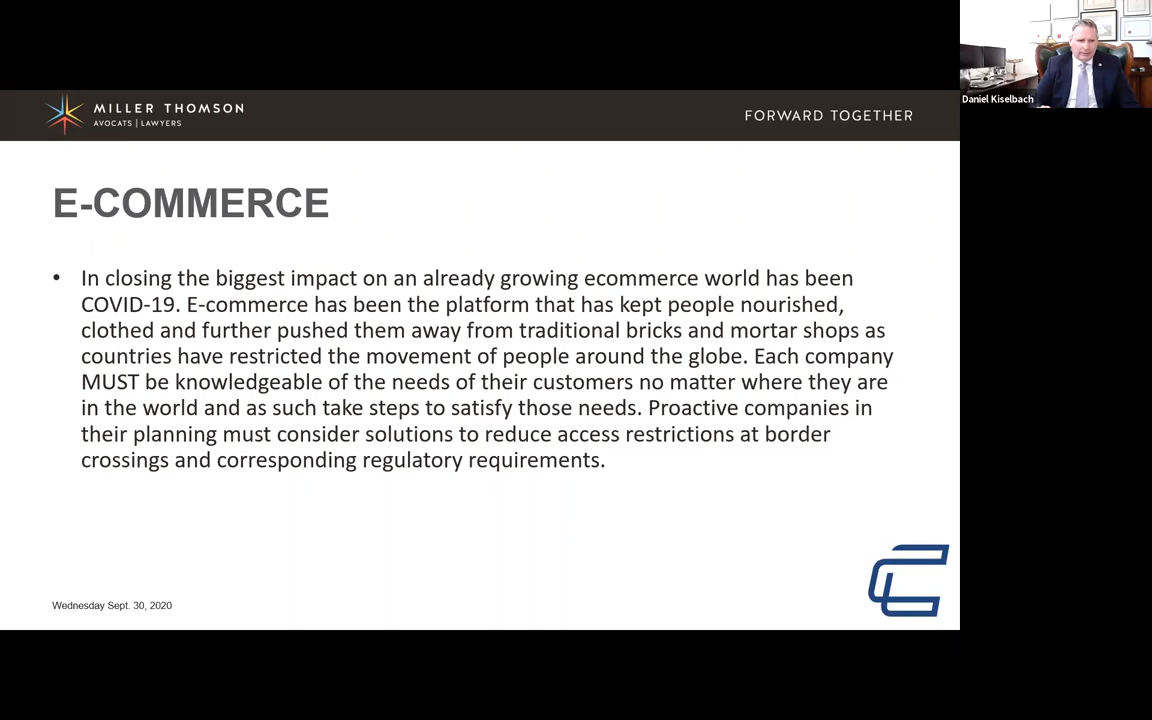 MILLER THOMSON
AVOCATS | LAWYERS
FORWARD TOGETHER
Daniel Kiselbach
E-COMMERCE
• In closing the biggest impact on an already growing ecommerce world has been
COVID-19. E-commerce has been the platform that has kept people nourished,
clothed and further pushed them away from traditional bricks and mortar shops as
countries have restricted the movement of people around the globe. Each company
MUST be knowledgeable of the needs of their customers no matter where they are
in the world and as such take steps to satisfy those needs. Proactive companies in
their planning must consider solutions to reduce access restrictions at border
crossings and corresponding regulatory requirements.
Wednesday Sept. 30, 2020